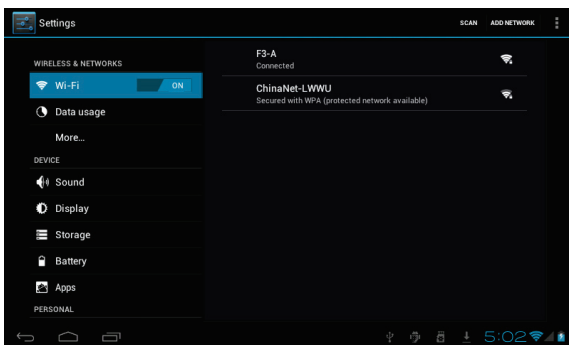 Settings
SCAN ADD NETWORK
WIRELESS & NETWORKS
Wi-Fi ON
Data usage
More...
DEVICE
Sound
Display
Storage
Battery
Apps
PERSONAL
F3-A
Connected
ChinaNet-LWWU
Secured with WPA (protected network available)
5:02